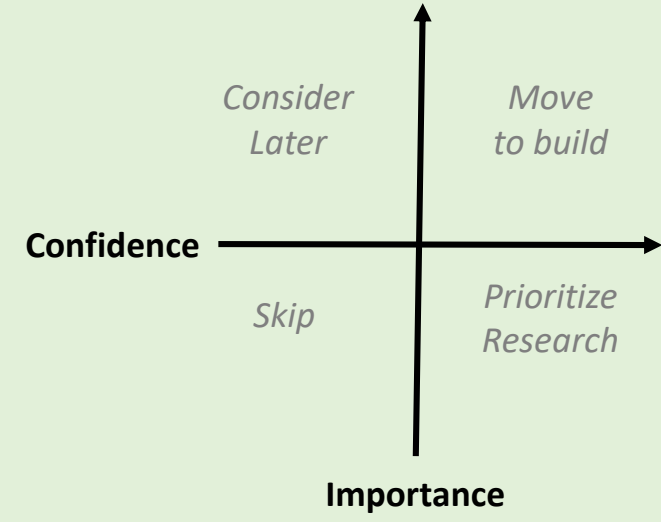 Consider
Later
Move
to build
Confidence
Skip
Prioritize
Research
Importance